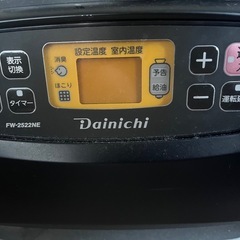 設定温度 室内温度
表示
切換
消臭
ほこり
予告
給油
タイマー
運転
FW-2522NE
Dainichi